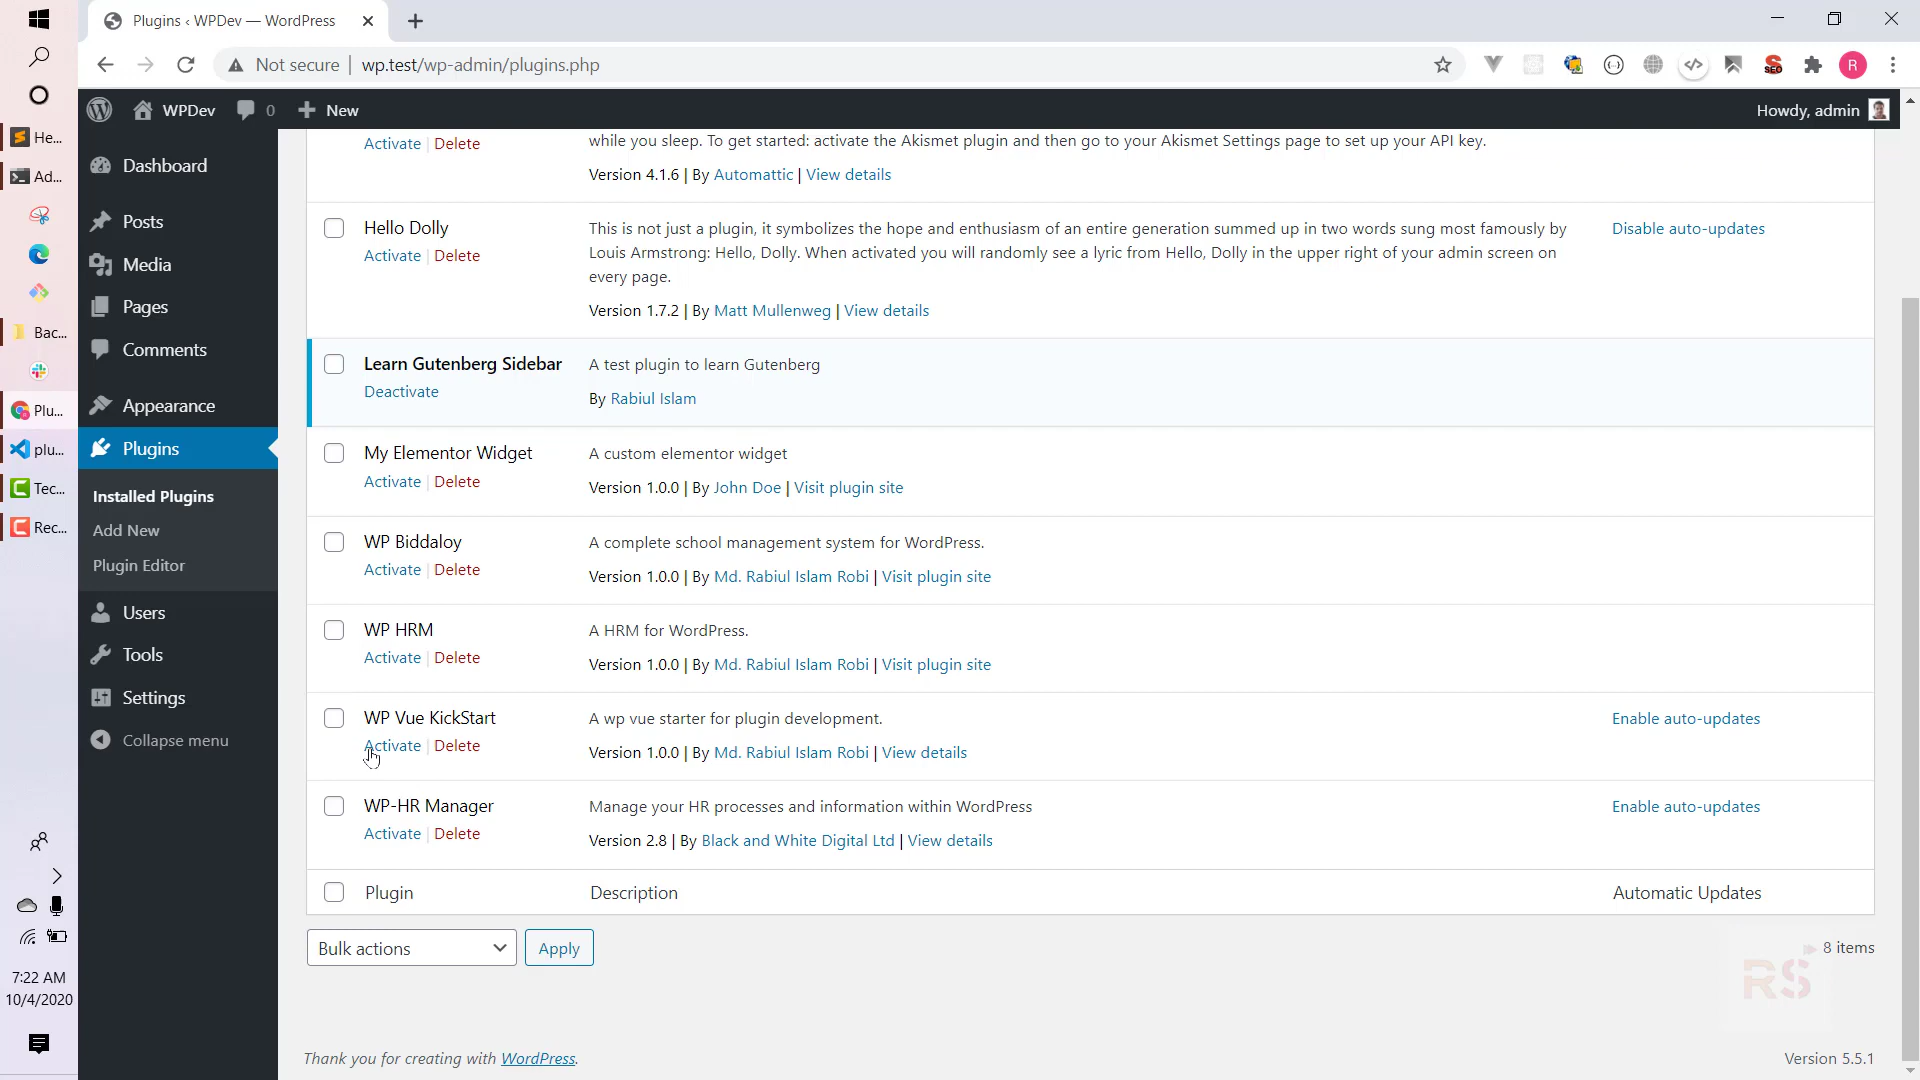 Plugins ‹ WPDev — WordPress
Not secure | wp.test/wp-admin/plugins.php
R
SEO
WPDev 0 New
Howdy, admin
He...
Ad...
Bac...
Plu...
plu...
Tec...
Rec...
7:22 AM
10/4/2020
Dashboard
Posts
Media
Pages
Comments
Appearance
Plugins
Installed Plugins
Add New
Plugin Editor
Users
Tools
Settings
Collapse menu
Activate | Delete
while you sleep. To get started: activate the Akismet plugin and then go to your Akismet Settings page to set up your API key.
Version 4.1.6 | By Automattic | View details
Hello Dolly
Activate | Delete
This is not just a plugin, it symbolizes the hope and enthusiasm of an entire generation summed up in two words sung most famously by
Louis Armstrong: Hello, Dolly. When activated you will randomly see a lyric from Hello, Dolly in the upper right of your admin screen on
every page.
Version 1.7.2 | By Matt Mullenweg | View details
Disable auto-updates
Learn Gutenberg Sidebar
Deactivate
A test plugin to learn Gutenberg
By Rabiul Islam
My Elementor Widget
Activate | Delete
A custom elementor widget
Version 1.0.0 | By John Doe | Visit plugin site
WP Biddaloy
Activate | Delete
A complete school management system for WordPress.
Version 1.0.0 | By Md. Rabiul Islam Robi | Visit plugin site
WP HRM
Activate | Delete
A HRM for WordPress.
Version 1.0.0 | By Md. Rabiul Islam Robi | Visit plugin site
WP Vue KickStart
Activate | Delete
A wp vue starter for plugin development.
Version 1.0.0 | By Md. Rabiul Islam Robi | View details
Enable auto-updates
WP-HR Manager
Activate | Delete
Manage your HR processes and information within WordPress
Version 2.8 | By Black and White Digital Ltd | View details
Enable auto-updates
Plugin Description Automatic Updates
Bulk actions Apply
8 items
RS
Thank you for creating with WordPress.
Version 5.5.1